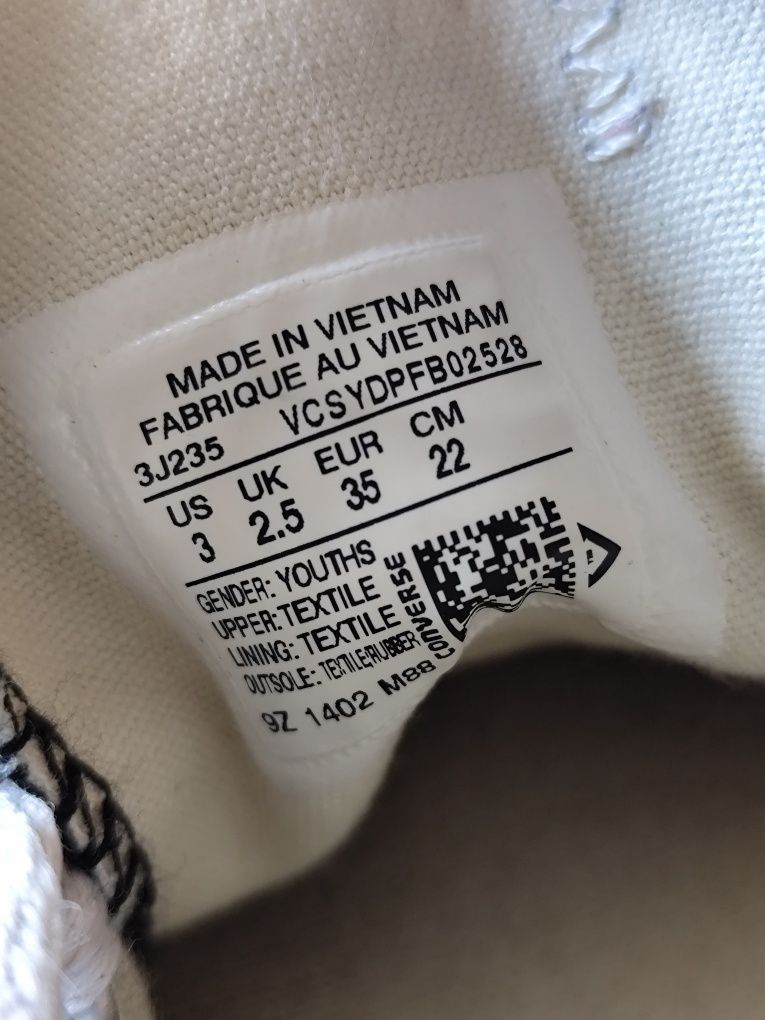 MADE IN VIETNAM
FABRIQUE AU VIETNAM
3J235 VCSYDPFB02528
US UK EUR CM
3 2.5 35 22
GENDER: YOUTHS
UPPER: TEXTILE
LINING: TEXTILE
OUTSOLE: TEXTILE/RUBBER
9Z 1402 M88
CONVERSE